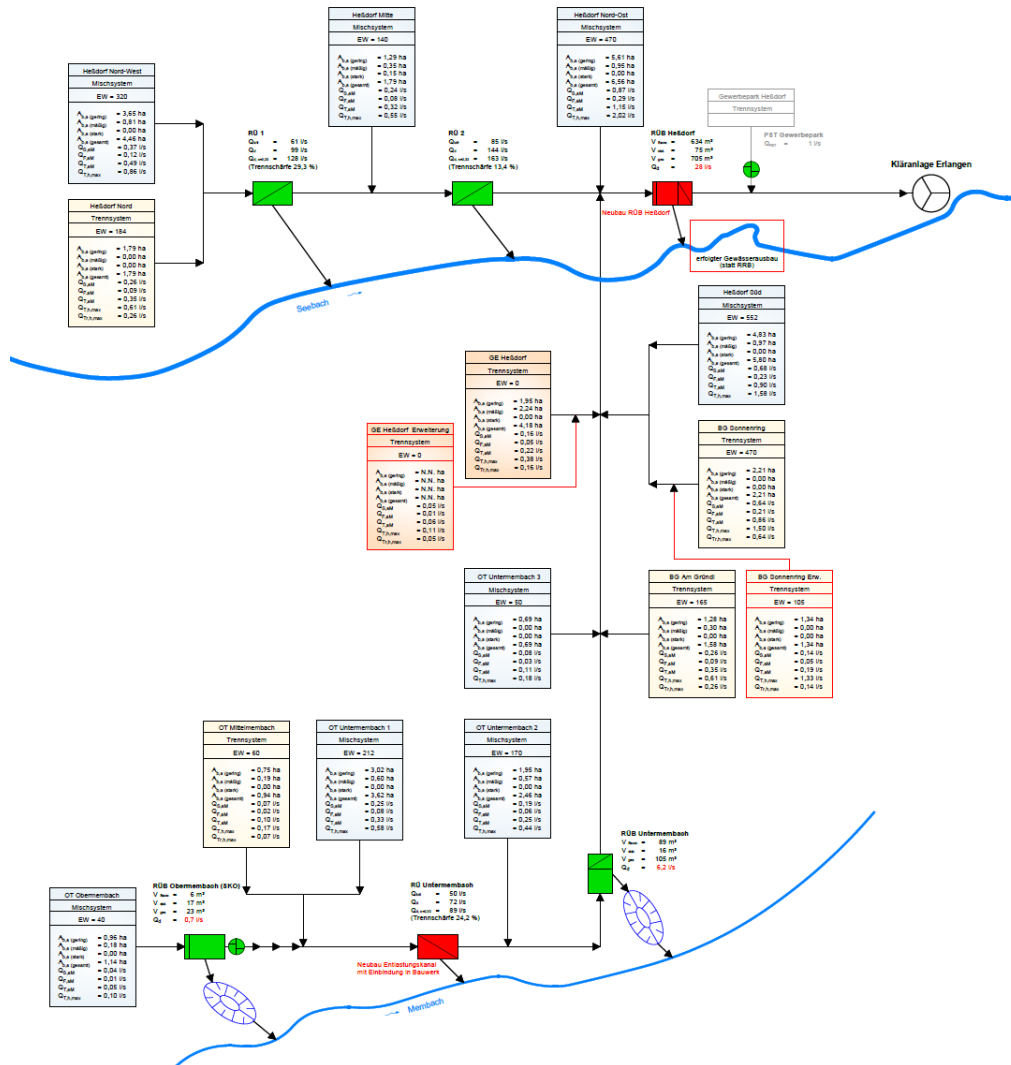 Heßdorf Mitte
Mischsystem
EW = 140
A b,a (gering) = 1,29 ha
A b,a (mäßig) = 0,35 ha
A b,a (stark) = 0,15 ha
A b,a (gesamt) = 1,79 ha
Q S,aM = 0,24 l/s
Q F,aM = 0,08 l/s
Q T,aM = 0,32 l/s
Q T,h,max = 0,55 l/s
Heßdorf Nord-Ost
Mischsystem
EW = 470
A b,a (gering) = 5,61 ha
A b,a (mäßig) = 0,95 ha
A b,a (stark) = 0,00 ha
A b,a (gesamt) = 6,56 ha
Q S,aM = 0,87 l/s
Q F,aM = 0,29 l/s
Q T,aM = 1,15 l/s
Q T,h,max = 2,02 l/s
Heßdorf Nord-West
Mischsystem
EW = 320
A b,a (gering) = 3,65 ha
A b,a (mäßig) = 0,81 ha
A b,a (stark) = 0,00 ha
A b,a (gesamt) = 4,46 ha
Q S,aM = 0,37 l/s
Q F,aM = 0,12 l/s
Q T,aM = 0,49 l/s
Q T,h,max = 0,86 l/s
Gewerbepark Heßdorf
Trennsystem
PST Gewerbepark
= 1 l/s
RÜ 1
= 61 l/s
= 99 l/s
= 128 l/s
(Trennschärfe 29,3 %)
RÜ 2
= 85 l/s
= 144 l/s
= 163 l/s
(Trennschärfe 13,4 %)
RÜB Heßdorf
= 634 m³
V stat = 75 m³
V ges = 705 m³
Q d = 28 l/s
Kläranlage Erlangen
Neubau RÜB Heßdorf
erfolgter Gewässerausbau
(statt RRB)
Heßdorf Nord
Trennsystem
EW = 184
A b,a (gering) = 1,79 ha
A b,a (mäßig) = 0,00 ha
A b,a (stark) = 0,00 ha
A b,a (gesamt) = 1,79 ha
Q S,aM = 0,26 l/s
Q F,aM = 0,09 l/s
Q T,aM = 0,35 l/s
Q T,h,max = 0,61 l/s
Q Tr,h,max = 0,26 l/s
Seebach
Heßdorf Süd
Mischsystem
EW = 552
A b,a (gering) = 4,83 ha
A b,a (mäßig) = 0,97 ha
A b,a (stark) = 0,00 ha
A b,a (gesamt) = 5,80 ha
Q S,aM = 0,68 l/s
Q F,aM = 0,23 l/s
Q T,aM = 0,90 l/s
Q T,h,max = 1,58 l/s
GE Heßdorf
Trennsystem
EW = 0
A b,a (gering) = 1,95 ha
A b,a (mäßig) = 2,24 ha
A b,a (stark) = 0,00 ha
A b,a (gesamt) = 4,18 ha
Q S,aM = 0,16 l/s
Q F,aM = 0,05 l/s
Q T,aM = 0,22 l/s
Q T,h,max = 0,38 l/s
Q Tr,h,max = 0,16 l/s
GE Heßdorf Erweiterung
Trennsystem
EW = 0
A b,a (gering) = N.N. ha
A b,a (mäßig) = N.N. ha
A b,a (stark) = N.N. ha
A b,a (gesamt) = N.N. ha
Q S,aM = 0,05 l/s
Q F,aM = 0,01 l/s
Q T,aM = 0,06 l/s
Q T,h,max = 0,11 l/s
Q Tr,h,max = 0,05 l/s
BG Sonnenring
Trennsystem
EW = 470
A b,a (gering) = 2,21 ha
A b,a (mäßig) = 0,00 ha
A b,a (stark) = 0,00 ha
A b,a (gesamt) = 2,21 ha
Q S,aM = 0,64 l/s
Q F,aM = 0,21 l/s
Q T,aM = 0,86 l/s
Q T,h,max = 1,50 l/s
Q Tr,h,max = 0,64 l/s
OT Untermembach 3
Mischsystem
EW = 50
A b,a (gering) = 0,69 ha
A b,a (mäßig) = 0,00 ha
A b,a (stark) = 0,00 ha
A b,a (gesamt) = 0,69 ha
Q S,aM = 0,08 l/s
Q F,aM = 0,03 l/s
Q T,aM = 0,11 l/s
Q T,h,max = 0,18 l/s
BG Am Gründl
Trennsystem
EW = 165
A b,a (gering) = 1,28 ha
A b,a (mäßig) = 0,30 ha
A b,a (stark) = 0,00 ha
A b,a (gesamt) = 1,58 ha
Q S,aM = 0,26 l/s
Q F,aM = 0,09 l/s
Q T,aM = 0,35 l/s
Q T,h,max = 0,61 l/s
Q Tr,h,max = 0,26 l/s
BG Sonnenring Erw.
Trennsystem
EW = 105
A b,a (gering) = 1,34 ha
A b,a (mäßig) = 0,00 ha
A b,a (stark) = 0,00 ha
A b,a (gesamt) = 1,34 ha
Q S,aM = 0,14 l/s
Q F,aM = 0,05 l/s
Q T,aM = 0,19 l/s
Q T,h,max = 1,33 l/s
Q Tr,h,max = 0,14 l/s
OT Mittelmembach
Trennsystem
EW = 60
A b,a (gering) = 0,75 ha
A b,a (mäßig) = 0,19 ha
A b,a (stark) = 0,00 ha
A b,a (gesamt) = 0,94 ha
Q S,aM = 0,07 l/s
Q F,aM = 0,02 l/s
Q T,aM = 0,10 l/s
Q T,h,max = 0,17 l/s
Q Tr,h,max = 0,07 l/s
OT Untermembach 1
Mischsystem
EW = 212
A b,a (gering) = 3,02 ha
A b,a (mäßig) = 0,60 ha
A b,a (stark) = 0,00 ha
A b,a (gesamt) = 3,62 ha
Q S,aM = 0,25 l/s
Q F,aM = 0,08 l/s
Q T,aM = 0,33 l/s
Q T,h,max = 0,58 l/s
OT Untermembach 2
Mischsystem
EW = 170
A b,a (gering) = 1,95 ha
A b,a (mäßig) = 0,57 ha
A b,a (stark) = 0,00 ha
A b,a (gesamt) = 2,46 ha
Q S,aM = 0,19 l/s
Q F,aM = 0,06 l/s
Q T,aM = 0,25 l/s
Q T,h,max = 0,44 l/s
RÜB Untermembach
= 89 m³
V stat = 16 m³
V ges = 105 m³
Q d = 6,2 l/s
OT Obermembach
Mischsystem
EW = 40
A b,a (gering) = 0,96 ha
A b,a (mäßig) = 0,18 ha
A b,a (stark) = 0,00 ha
A b,a (gesamt) = 1,14 ha
Q S,aM = 0,04 l/s
Q F,aM = 0,01 l/s
Q T,aM = 0,05 l/s
Q T,h,max = 0,10 l/s
RÜB Obermembach (SKO)
= 6 m³
V stat = 17 m³
V ges = 23 m³
Q d = 0,7 l/s
RÜ Untermembach
= 50 l/s
= 72 l/s
= 89 l/s
(Trennschärfe 24,2 %)
Neubau Entlastungskanal
mit Einbindung in Bauwerk
Membach